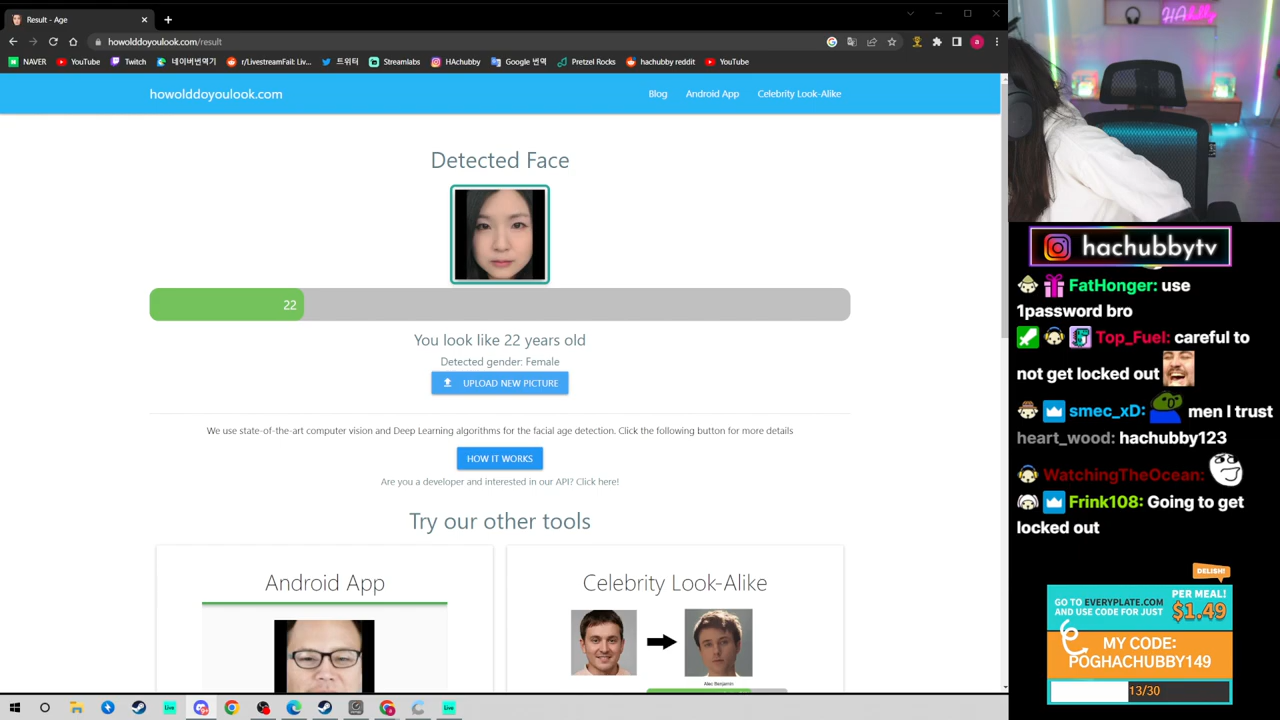 Result - Age
howolddoyoulook.com/result
NAVER
YouTube
Twitch
네이버번역기
r/LivestreamFail: Liv...
트위터
Streamlabs
HAchubby
Google 번역
Pretzel Rocks
hachubby reddit
YouTube
howolddoyoulook.com
Blog
Android App
Celebrity Look-Alike
Detected Face
22
You look like 22 years old
Detected gender: Female
UPLOAD NEW PICTURE
We use state-of-the-art computer vision and Deep Learning algorithms for the facial age detection. Click the following button for more details
HOW IT WORKS
Are you a developer and interested in our API? Click here!
Try our other tools
Android App
Celebrity Look-Alike
Alec Benjamin
hachubbytv
FatHonger: use
1password bro
Top_Fuel: careful to
not get locked out
smec_xD: men I trust
heart_wood: hachubby123
WatchingTheOcean:
Frink108: Going to get
locked out
DELISH!
GO TO EVERYPLATE.COM
AND USE CODE FOR JUST
PER MEAL!
$1.49
MY CODE:
POGHACHUBBY149
13/30
Live
Live